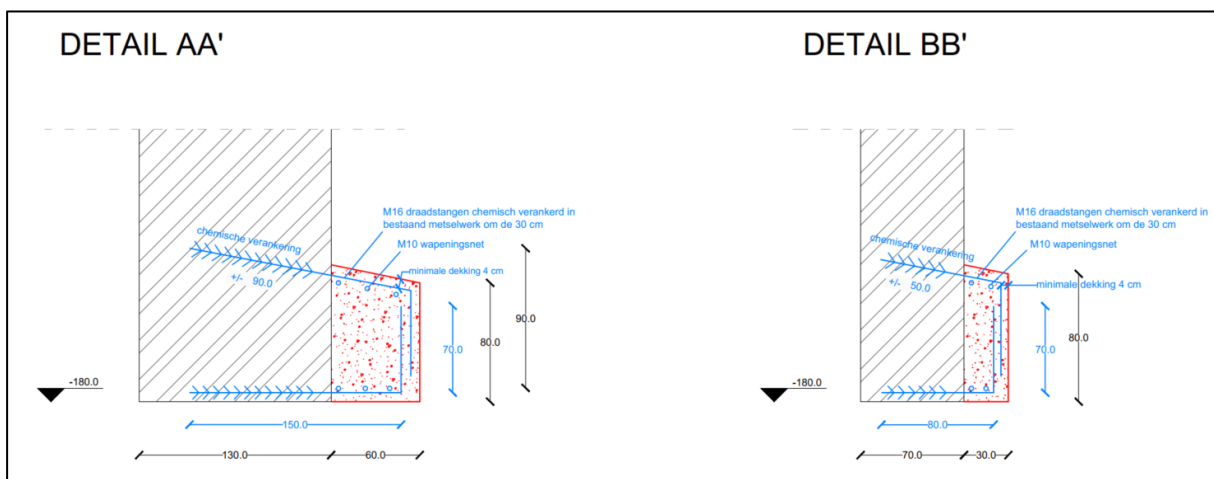 DETAIL AA'
DETAIL BB'
M16 draadstangen chemisch verankerd in
bestaand metselwerk om de 30 cm
M10 wapeningsnet
chemische verankering
minimale dekking 4 cm
+/- 90.0
90.0
80.0
70.0
-180.0
150.0
130.0
60.0
M16 draadstangen chemisch verankerd in
bestaand metselwerk om de 30 cm
M10 wapeningsnet
chemische verankering
minimale dekking 4 cm
+/- 50.0
80.0
70.0
-180.0
80.0
70.0
30.0